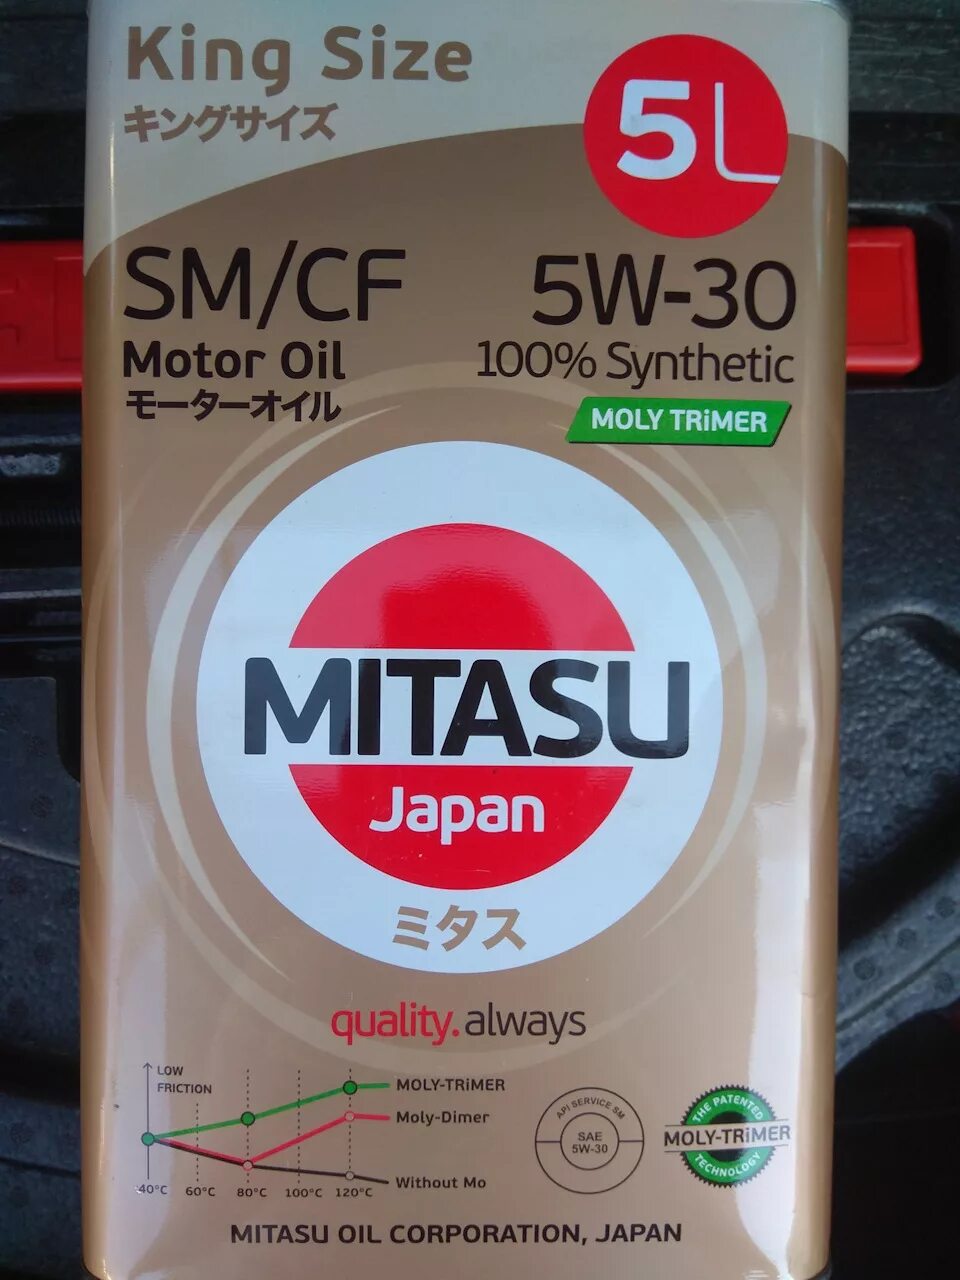 King Size
キングサイズ
5L
SM/CF
5W-30
Motor Oil
100% Synthetic
モーターオイル
MOLY TRiMER
MITASU
Japan
ミタス
quality.always
LOW
FRICTION
MOLY-TRiMER
Moly-Dimer
Without Mo
40°C 60°C 80°C 100°C 120°C
API SERVICE SM
SAE
5W-30
THE PATENTED
MOLY-TRiMER
TECHNOLOGY
MITASU OIL CORPORATION, JAPAN